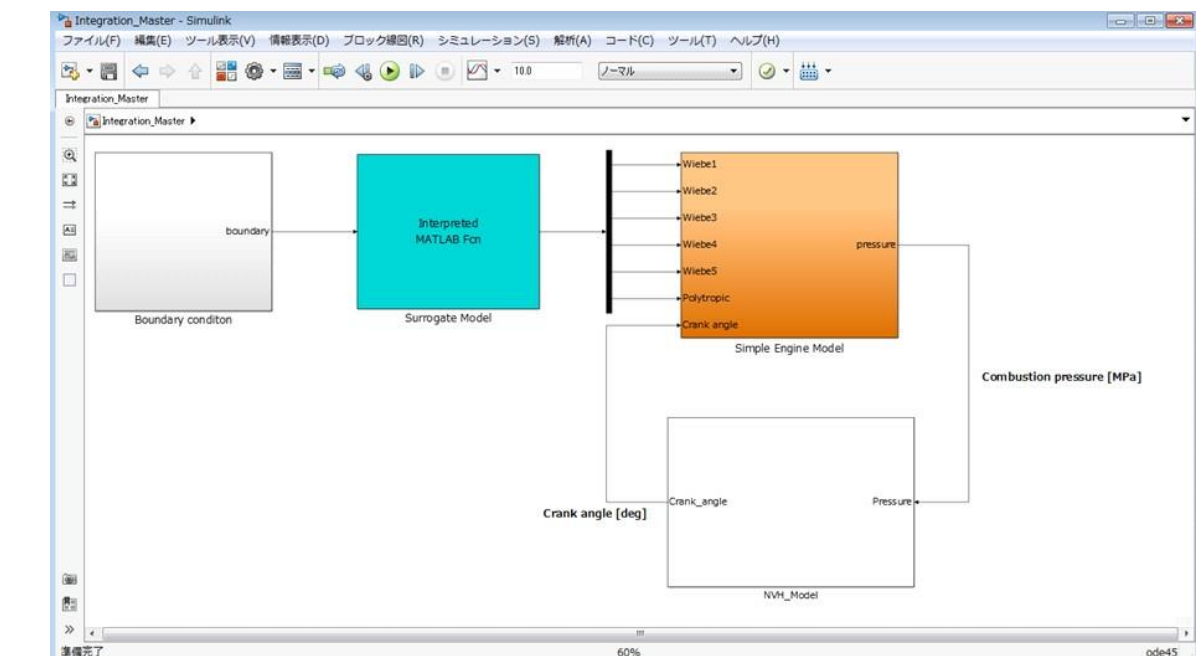 Integration_Master - Simulink
ファイル(F) 編集(E) ツール表示(V) 情報表示(D) ブロック線図(R) シミュレーション(S) 解析(A) コード(C) ツール(T) ヘルプ(H)
10.0 ノーマル
Integration_Master
Integration_Master
boundary
Boundary conditon
Interpreted
MATLAB Fcn
Surrogate Model
Wiebe1
Wiebe2
Wiebe3
Wiebe4
Wiebe5
Polytropic
Crank angle
pressure
Simple Engine Model
Combustion pressure [MPa]
Crank_angle
Pressure
Crank angle [deg]
NVH_Model
準備完了 60% ode45